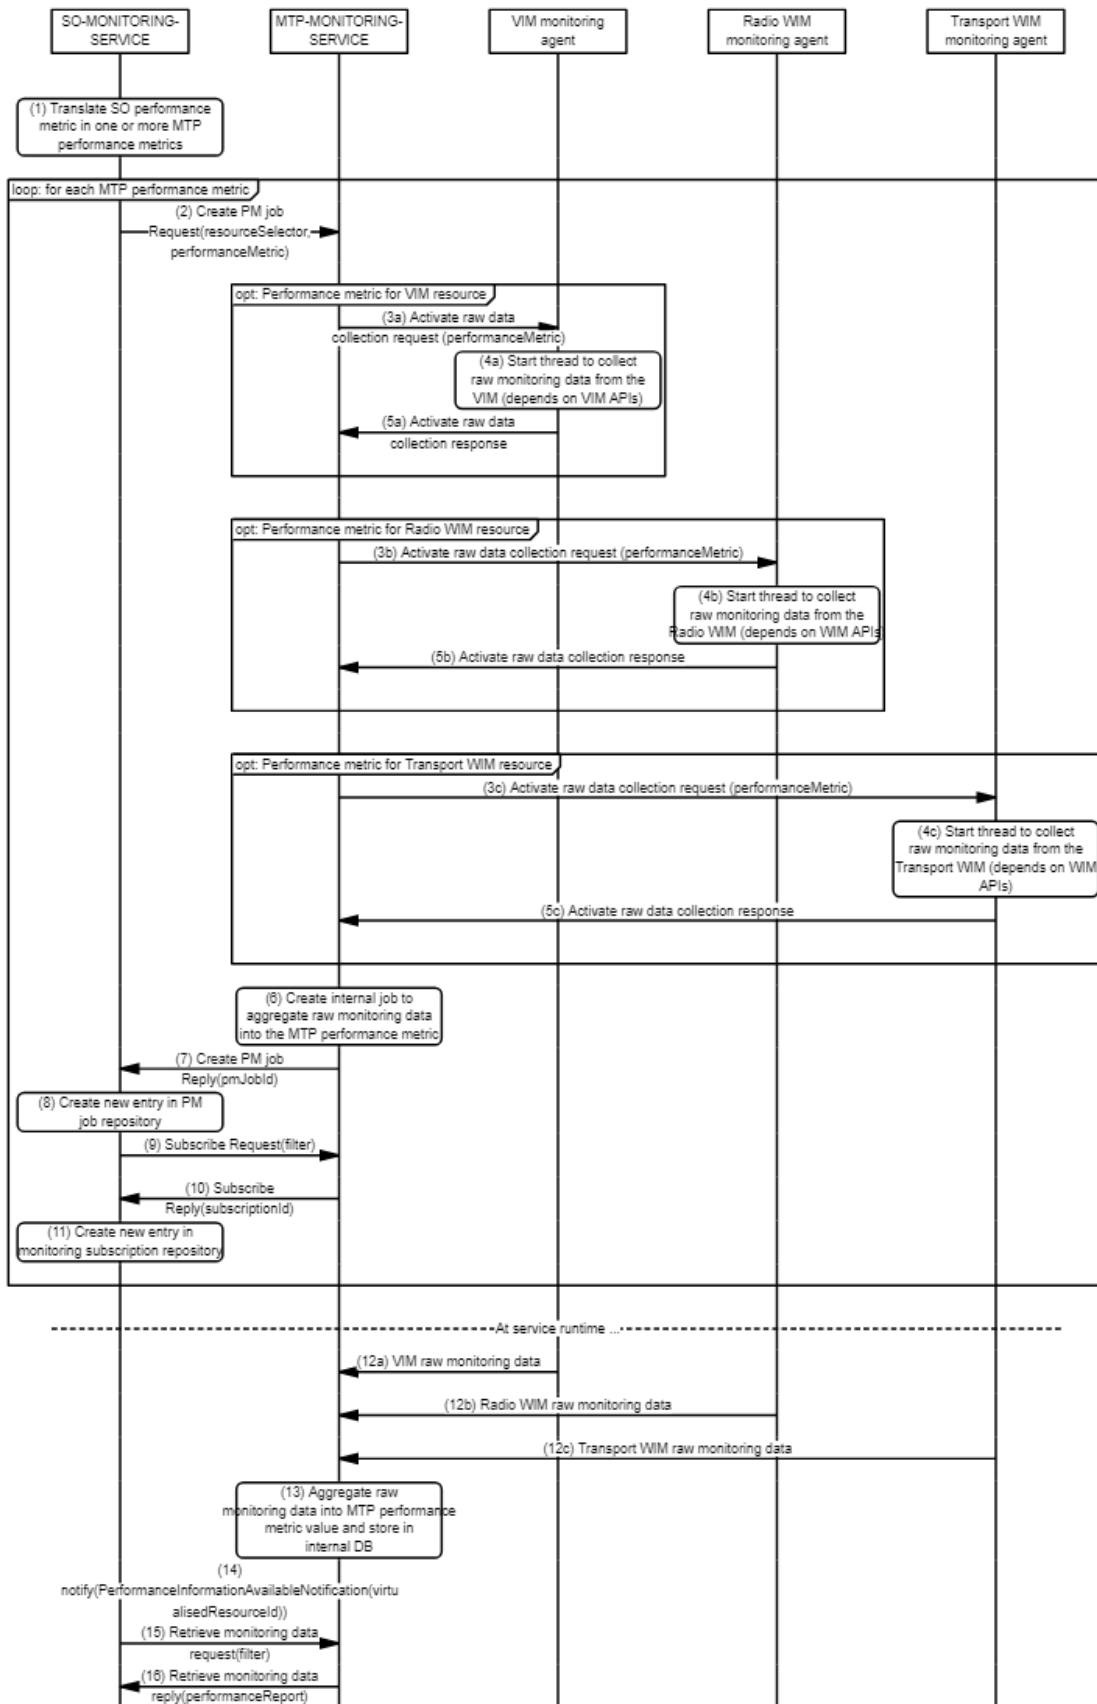 SO-MONITORING-
SERVICE
MTP-MONITORING-
SERVICE
VIM monitoring
agent
Radio WIM
monitoring agent
Transport WIM
monitoring agent
(1) Translate SO performance
metric in one or more MTP
performance metrics
loop: for each MTP performance metric
(2) Create PM job
Request(resourceSelector,
performanceMetric)
opt: Performance metric for VIM resource
(3a) Activate raw data
collection request (performanceMetric)
(4a) Start thread to collect
raw monitoring data from the
VIM (depends on VIM APIs)
(5a) Activate raw data
collection response
opt: Performance metric for Radio WIM resource
(3b) Activate raw data collection request (performanceMetric)
(4b) Start thread to collect
raw monitoring data from the
Radio WIM (depends on WIM APIs)
(5b) Activate raw data collection response
opt: Performance metric for Transport WIM resource
(3c) Activate raw data collection request (performanceMetric)
(4c) Start thread to collect
raw monitoring data from the
Transport WIM (depends on WIM
APIs)
(5c) Activate raw data collection response
(6) Create internal job to
aggregate raw monitoring data
into the MTP performance metric
(7) Create PM job
Reply(pmJobId)
(8) Create new entry in PM
job repository
(9) Subscribe Request(filter)
(10) Subscribe
Reply(subscriptionId)
(11) Create new entry in
monitoring subscription repository
At service runtime ...
(12a) VIM raw monitoring data
(12b) Radio WIM raw monitoring data
(12c) Transport WIM raw monitoring data
(13) Aggregate raw
monitoring data into MTP performance
metric value and store in
internal DB
(14)
notify(PerformanceInformationAvailableNotification(virtu
alisedResourceId))
(15) Retrieve monitoring data
request(filter)
(16) Retrieve monitoring data
reply(performanceReport)